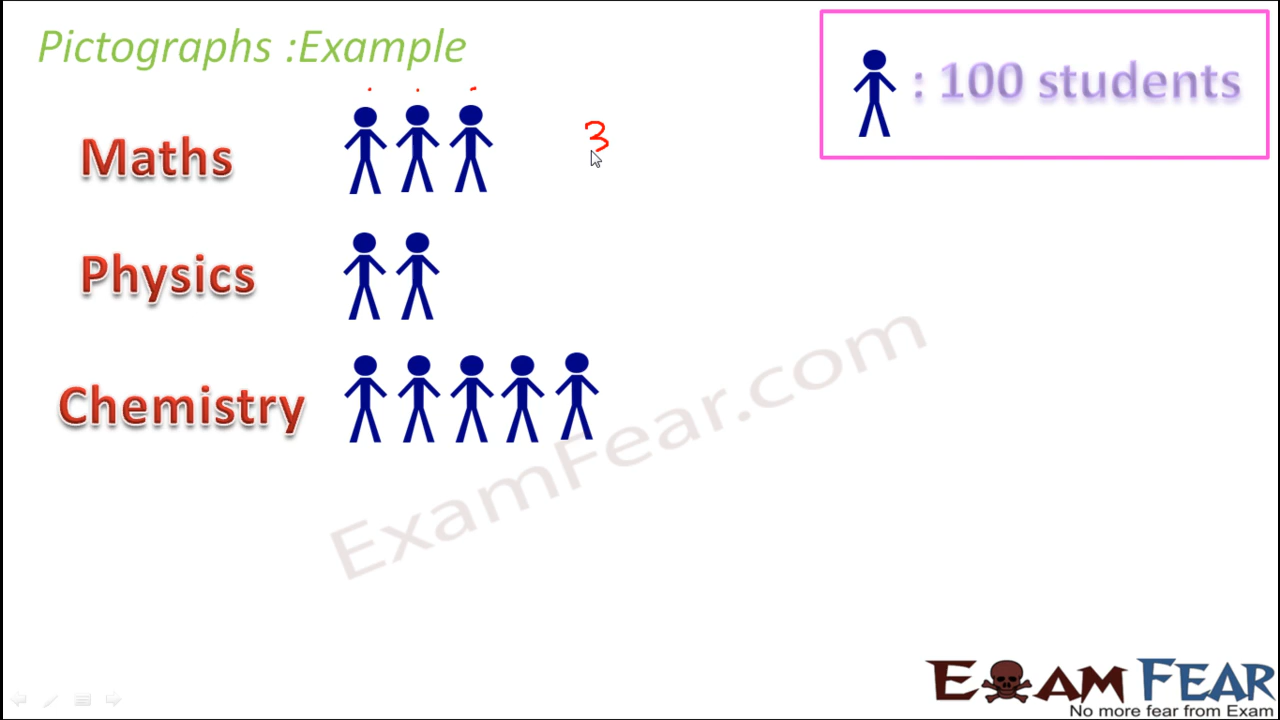 Pictographs :Example
: 100 students
Maths
3
Physics
Chemistry
ExamFear.com
EXAM FEAR
No more fear from Exam